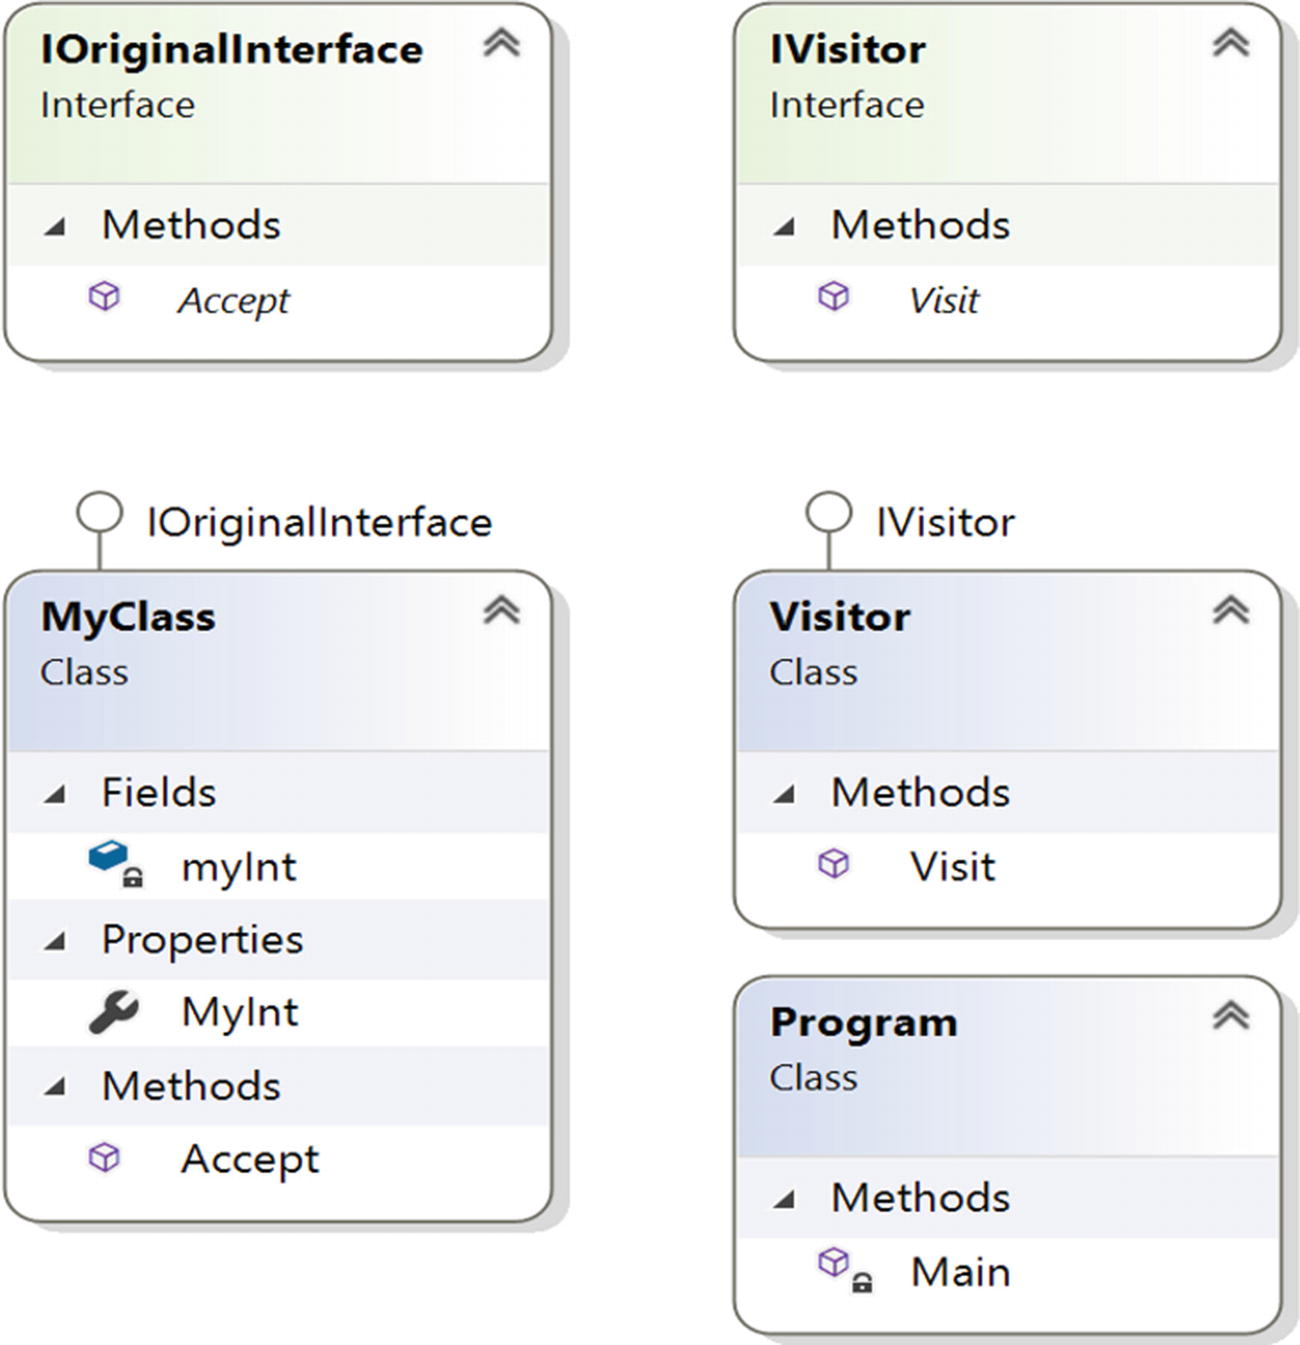 IOriginalInterface
Interface
Methods
Accept
IVisitor
Interface
Methods
Visit
IOriginalInterface
MyClass
Class
Fields
myInt
Properties
MyInt
Methods
Accept
IVisitor
Visitor
Class
Methods
Visit
Program
Class
Methods
Main